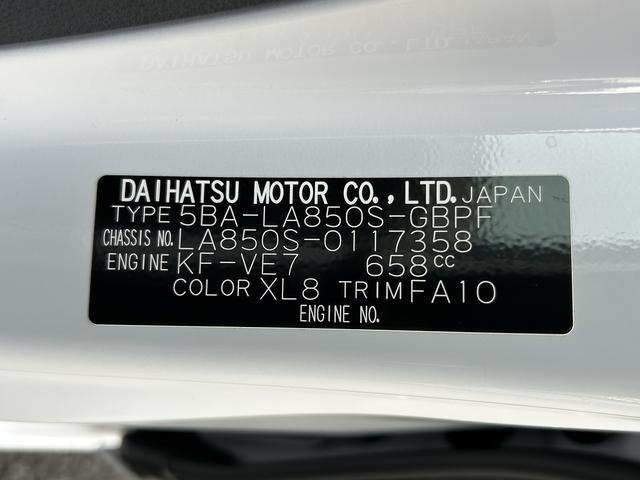 DAIHATSU MOTOR CO., LTD. JAPAN
TYPE 5BA-LA850S-GBPF
CHASSIS NO. LA850S-0117358
ENGINE KF-VE7 658cc
COLOR XL8 TRIM FA10
ENGINE NO.